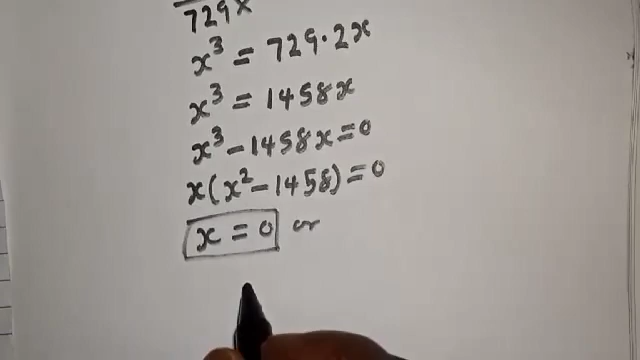 729x
x³ = 729·2x
x³ = 1458x
x³ – 1458x = 0
x(x² – 1458) = 0
x = 0 or